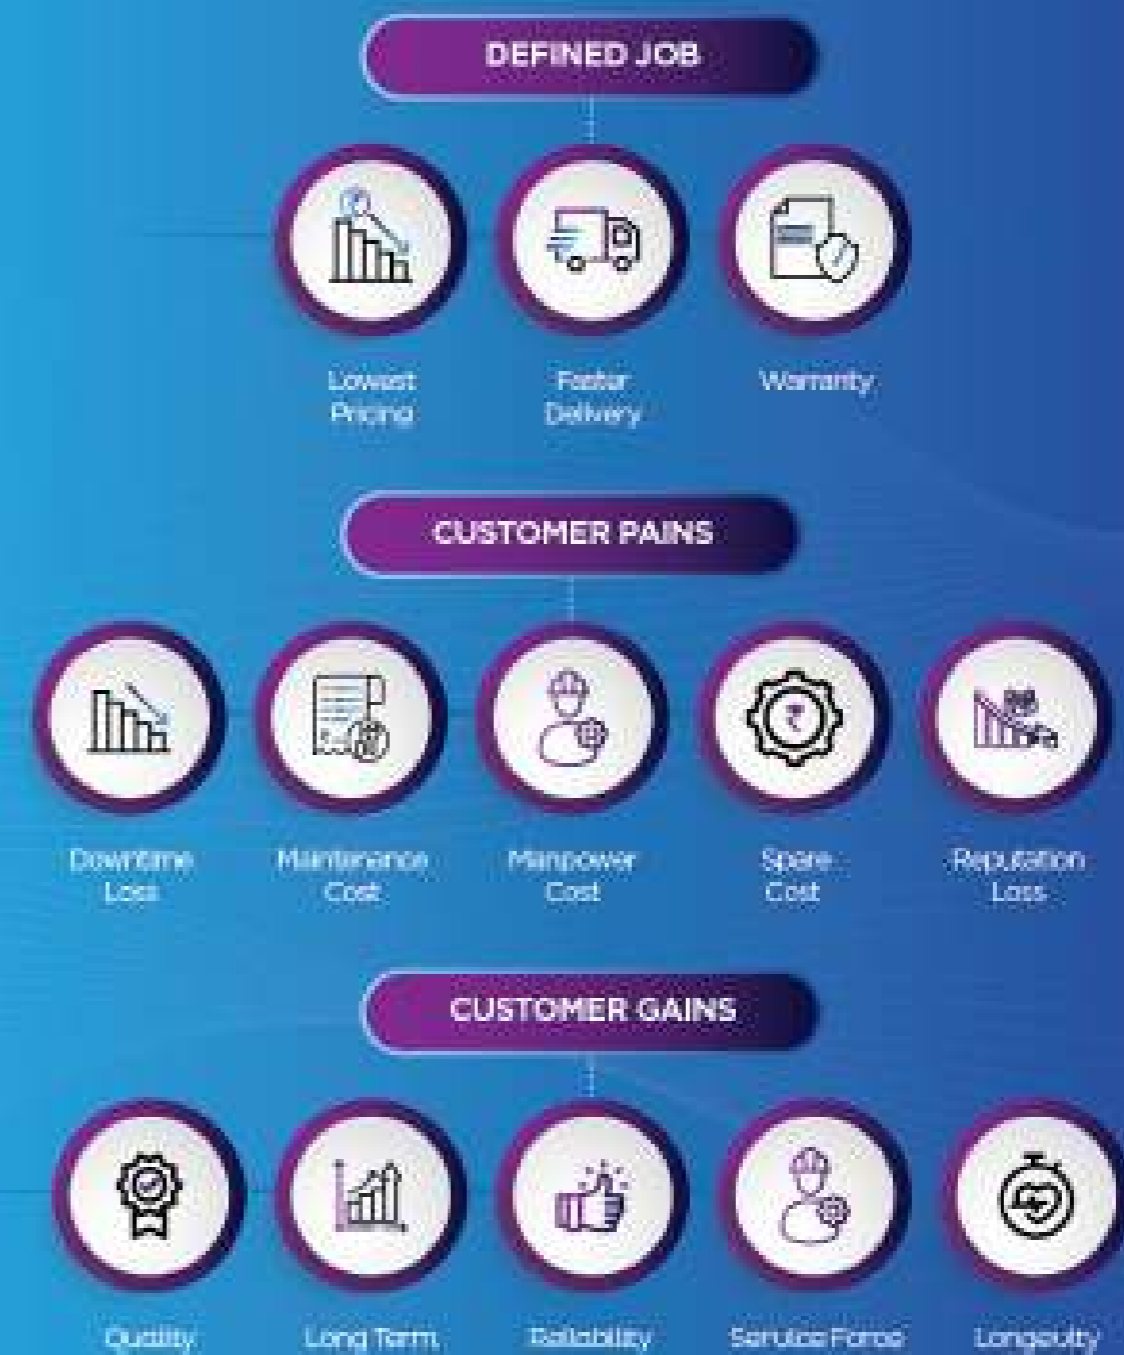 DEFINED JOB
Lowest
Pricing
Faster
Delivery
Warranty
CUSTOMER PAINS
Downtime
Loss
Maintenance
Cost
Manpower
Cost
Spare
Cost
Reputation
Loss
CUSTOMER GAINS
Quality
Long Term
Reliability
Service Force
Longevity